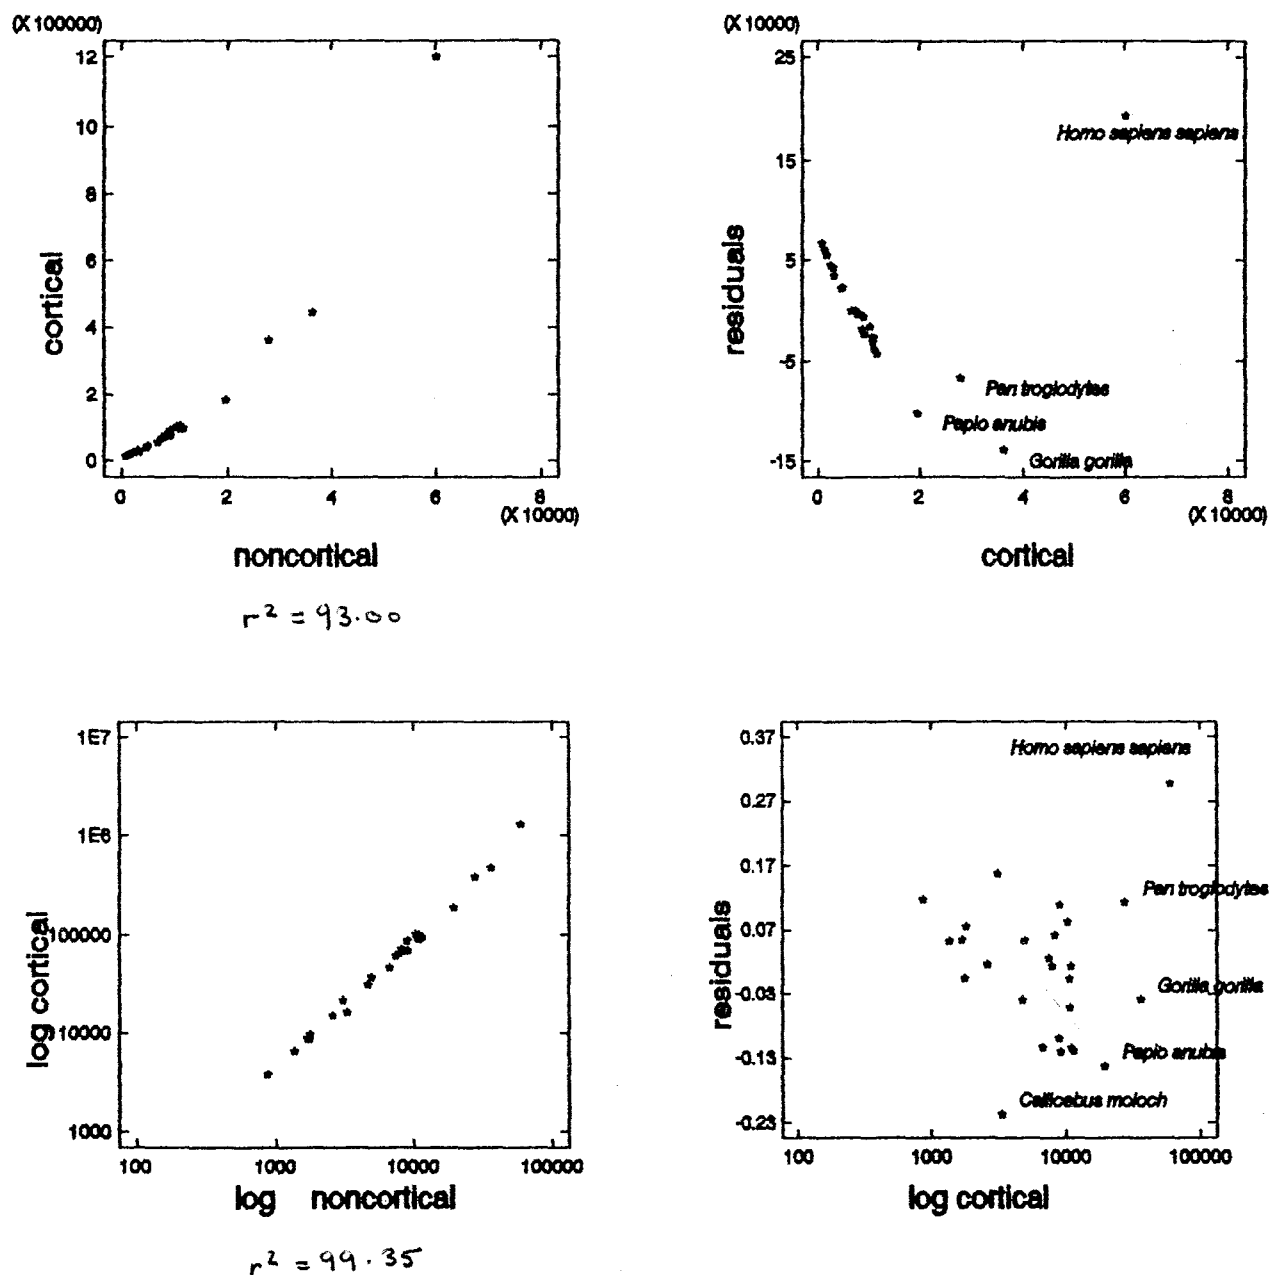 (X 100000)
12
10
8
6
4
2
0
cortical
0 2 4 6 8
(X 10000)
noncortical
r² = 93.00
(X 10000)
25
15
5
-5
-15
residuals
Homo sapiens sapiens
Pan troglodytes
Papio anubis
Gorilla gorilla
0 2 4 6 8
(X 10000)
cortical
1E7
1E6
100000
10000
1000
log cortical
100 1000 10000 100000
log noncortical
r² = 99.35
0.37
0.27
0.17
0.07
-0.03
-0.13
-0.23
residuals
Homo sapiens sapiens
Pan troglodytes
Gorilla gorilla
Papio anubis
Callicebus moloch
100 1000 10000 100000
log cortical